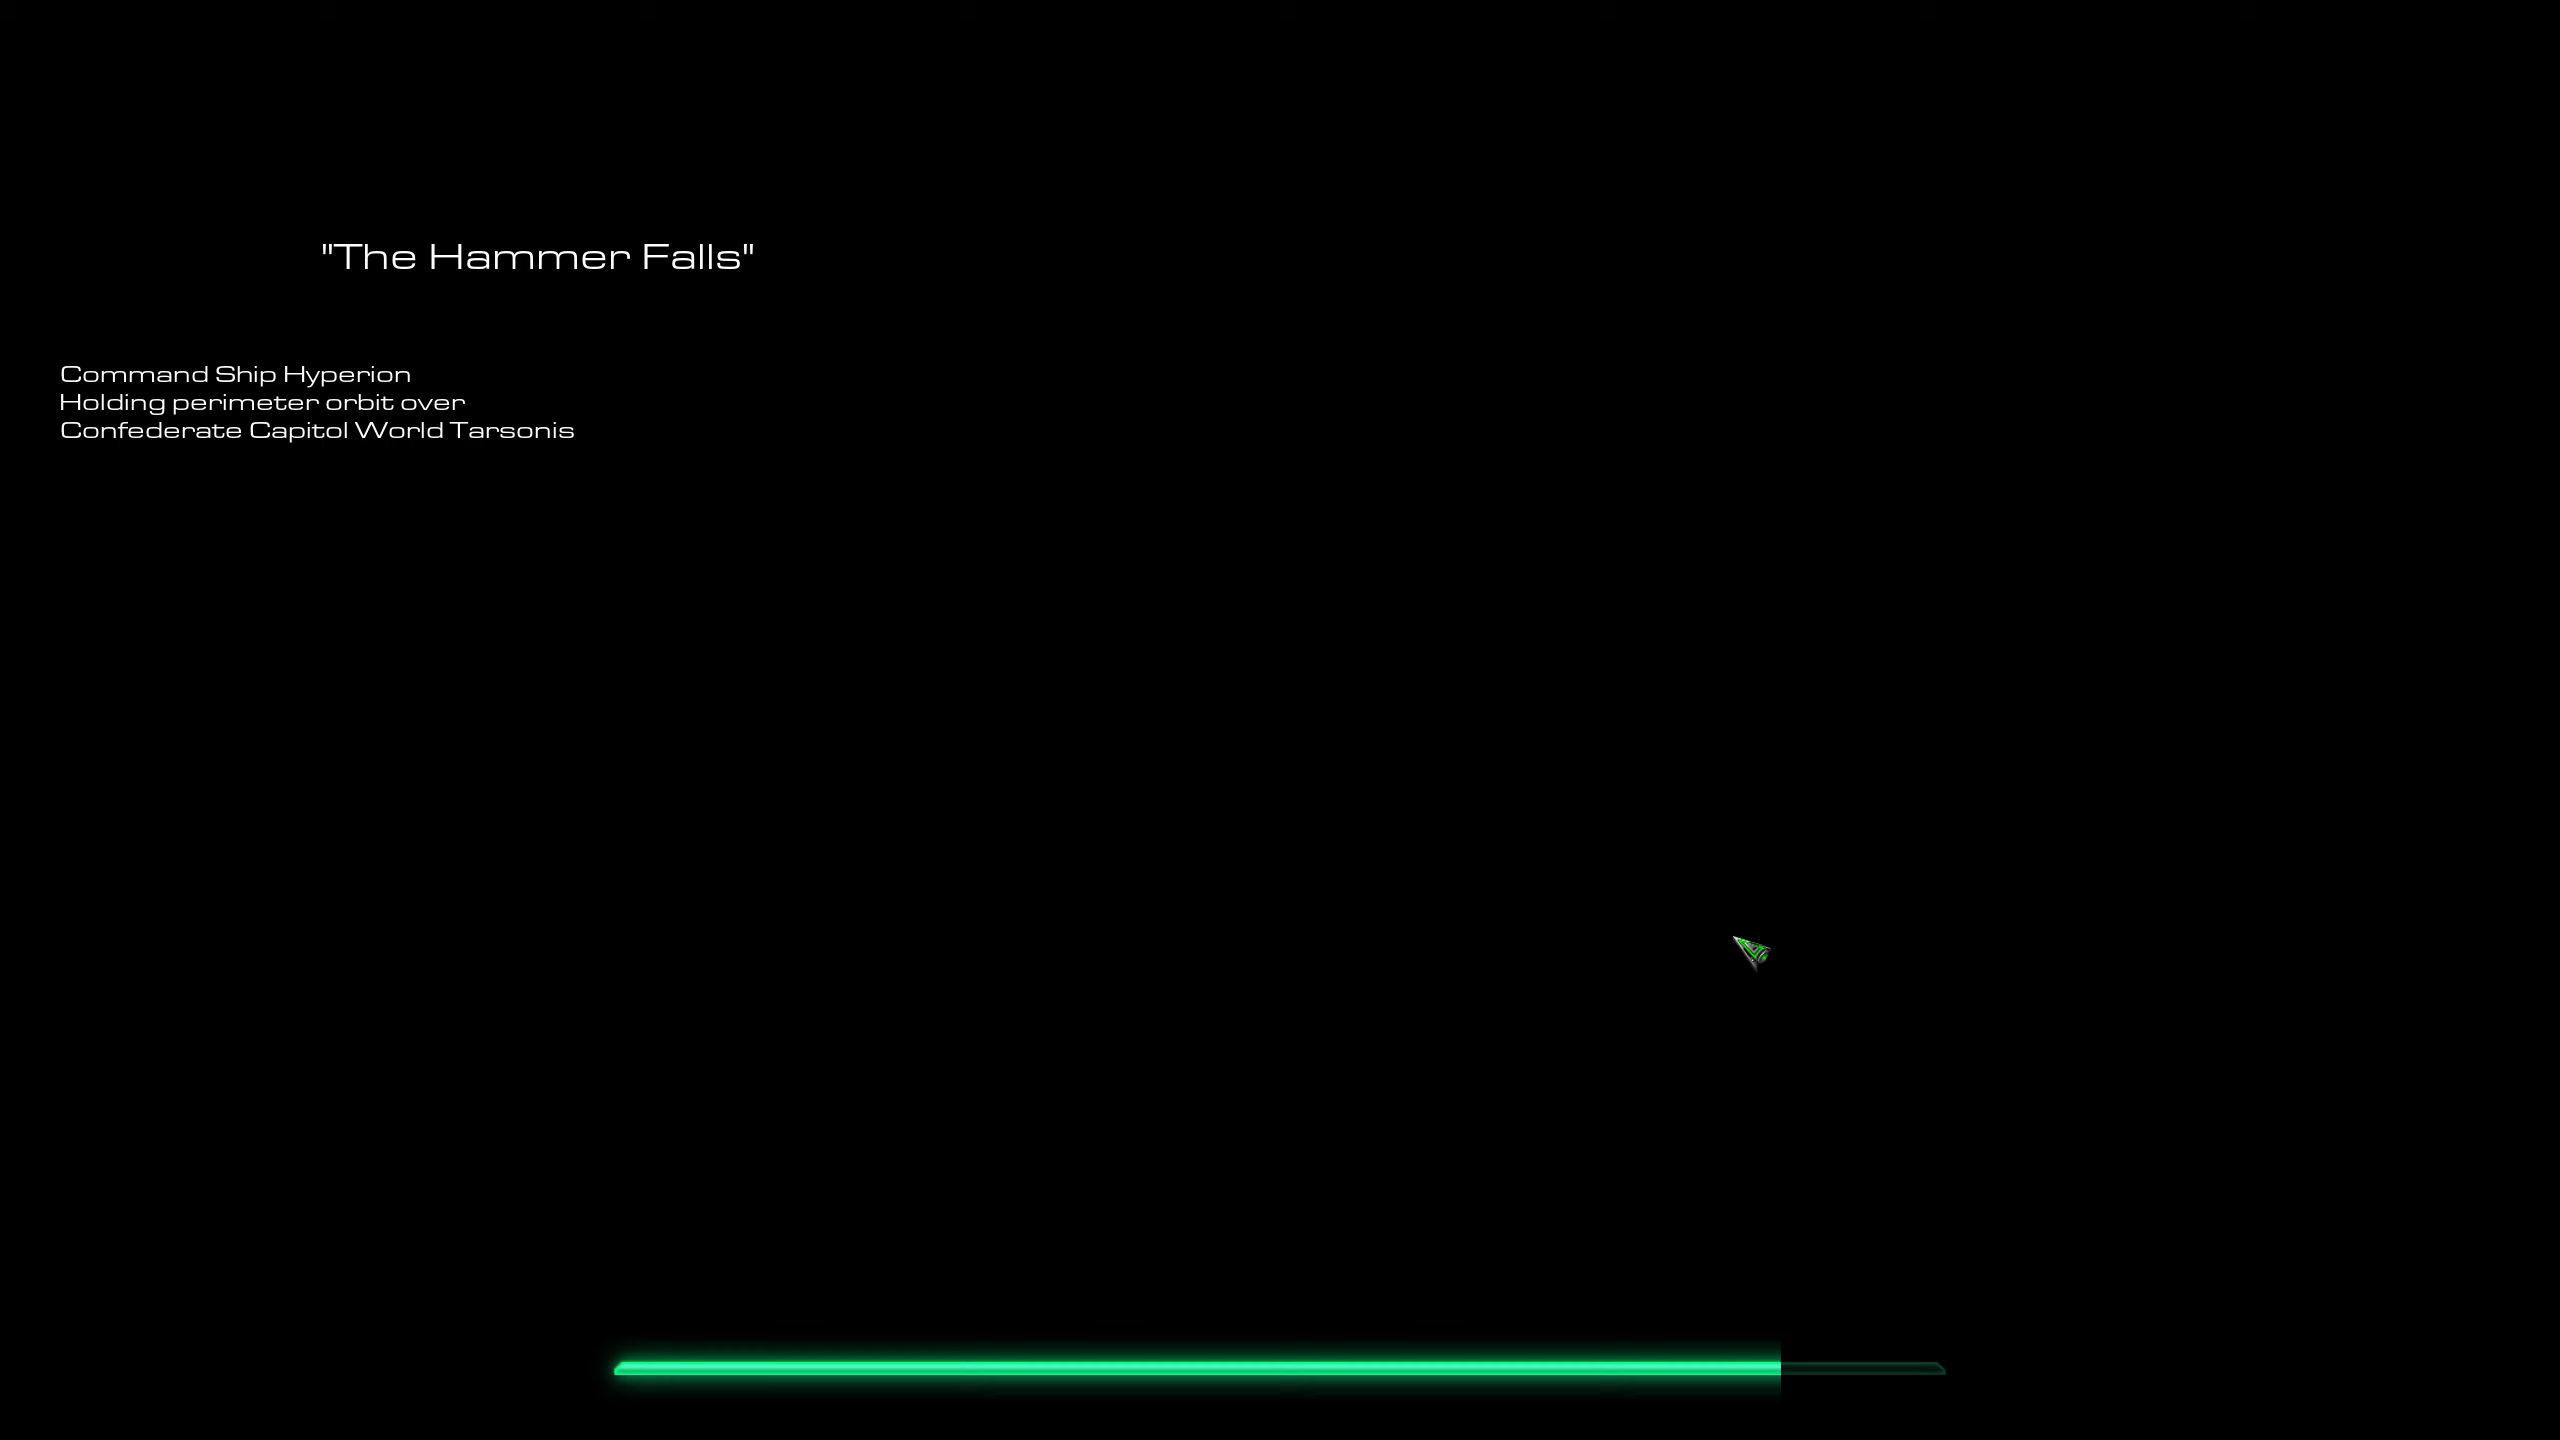 "The Hammer Falls"
Command Ship Hyperion
Holding perimeter orbit over
Confederate Capitol World Tarsonis